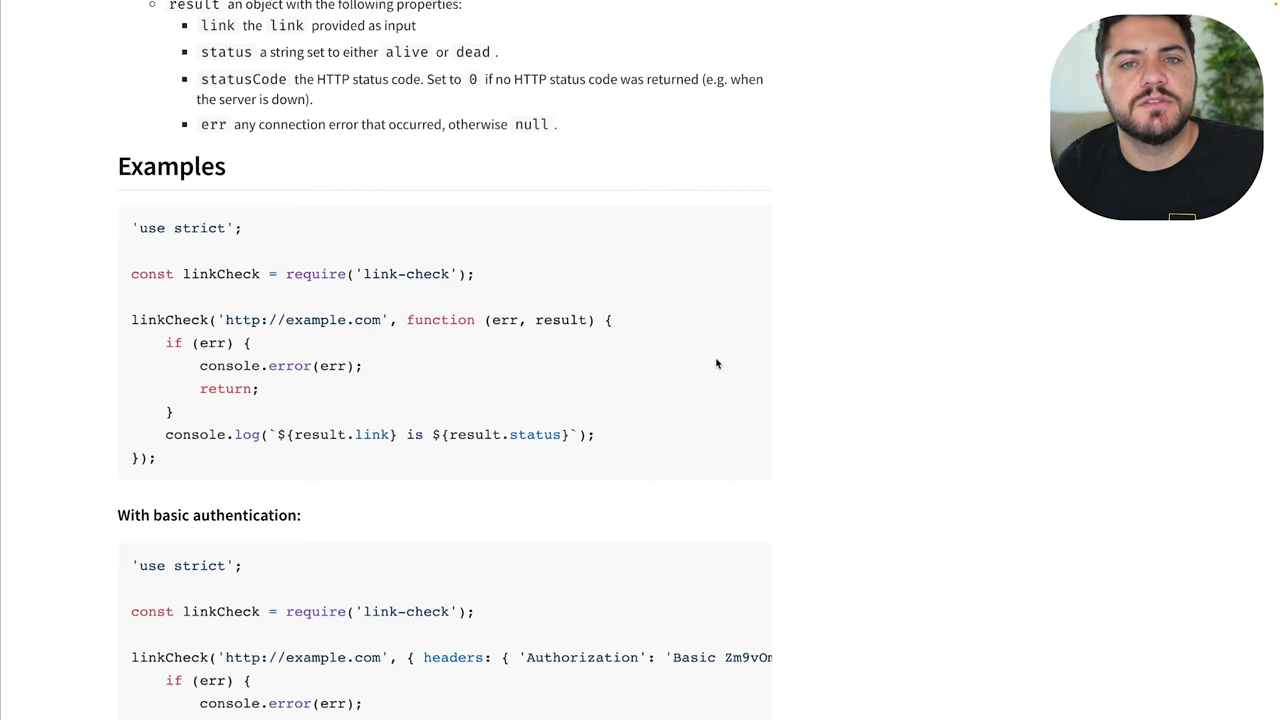 result an object with the following properties:
link the link provided as input
status a string set to either alive or dead .
statusCode the HTTP status code. Set to 0 if no HTTP status code was returned (e.g. when
the server is down).
err any connection error that occurred, otherwise null .
Examples
'use strict';
const linkCheck = require('link-check');
linkCheck('http://example.com', function (err, result) {
if (err) {
console.error(err);
return;
}
console.log(`${result.link} is ${result.status}`);
});
With basic authentication:
'use strict';
const linkCheck = require('link-check');
linkCheck('http://example.com', { headers: { 'Authorization': 'Basic
if (err) {
console.error(err);